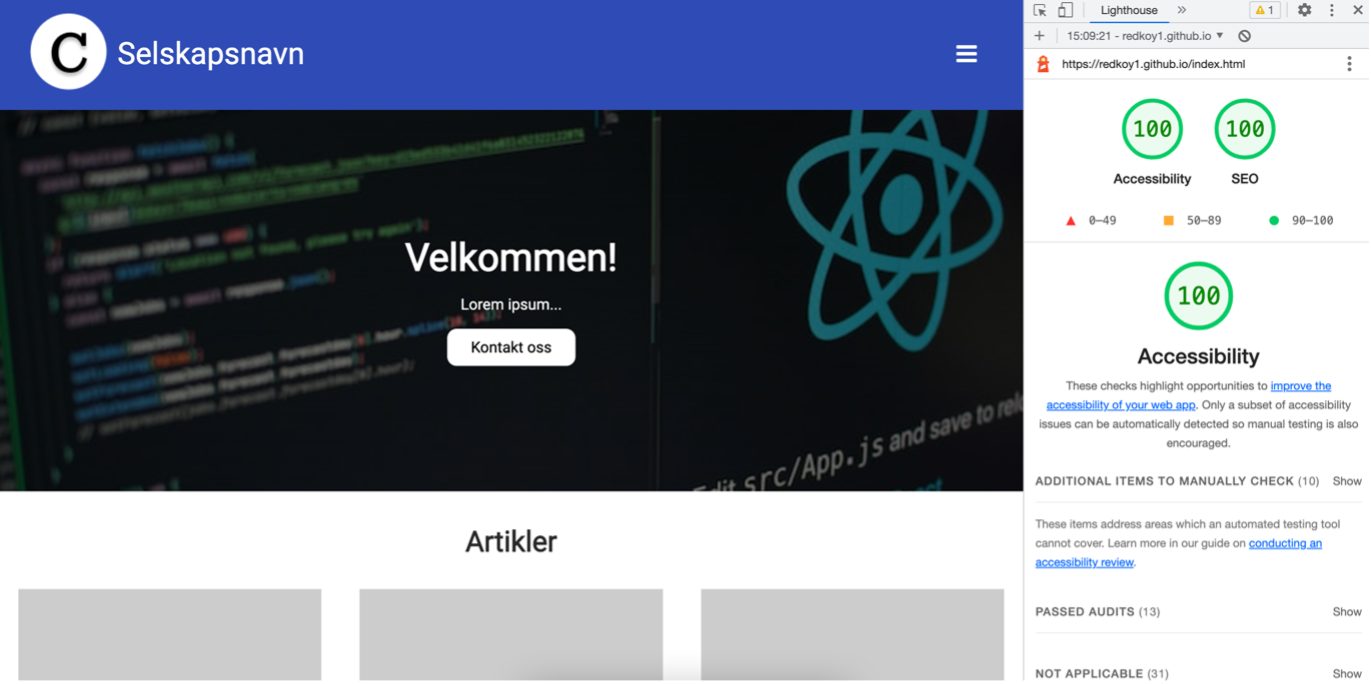 C Selskapsnavn
Velkommen!
Lorem ipsum...
Kontakt oss
Edit src/App.js and save to relo
Artikler
Lighthouse
1
15:09:21 - redkoy1.github.io
https://redkoy1.github.io/index.html
100 100
Accessibility SEO
0–49 50–89 90–100
100
Accessibility
These checks highlight opportunities to improve the
accessibility of your web app. Only a subset of accessibility
issues can be automatically detected so manual testing is also
encouraged.
ADDITIONAL ITEMS TO MANUALLY CHECK (10) Show
These items address areas which an automated testing tool
cannot cover. Learn more in our guide on conducting an
accessibility review.
PASSED AUDITS (13) Show
NOT APPLICABLE (31) Show